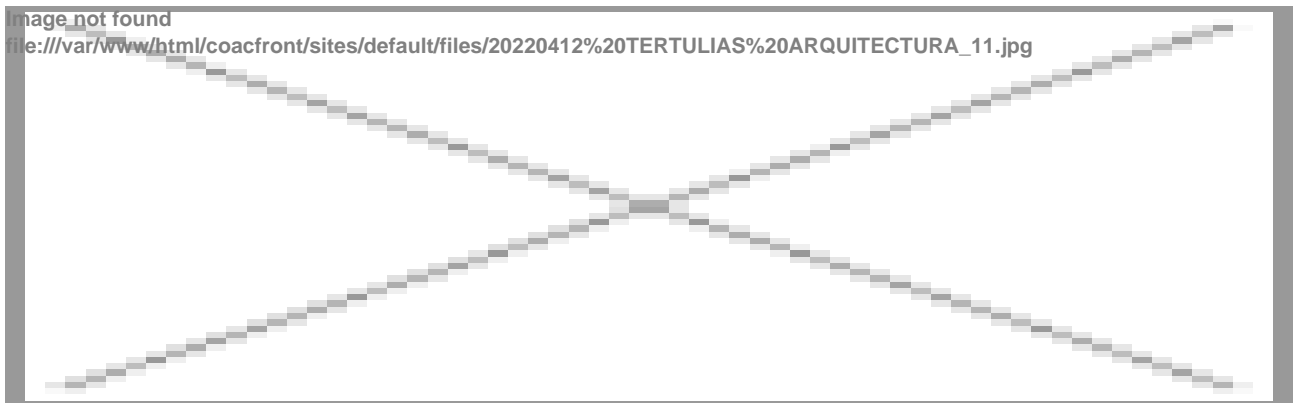 Image not found
file:///var/www/html/coacfront/sites/default/files/20220412%20TERTULIAS%20ARQUITECTURA_11.jpg